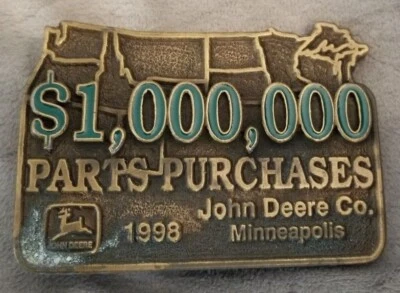 $1,000,000
PARTS PURCHASES
John Deere Co.
JOHN DEERE 1998 Minneapolis